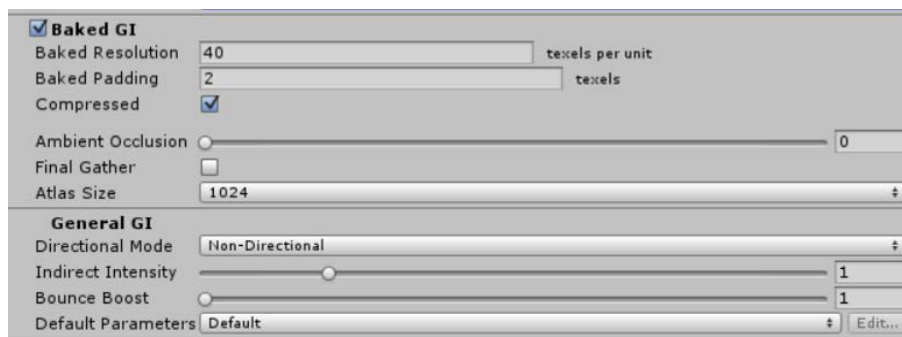 Baked GI
Baked Resolution 40 texels per unit
Baked Padding 2 texels
Compressed
Ambient Occlusion 0
Final Gather
Atlas Size 1024
General GI
Directional Mode Non-Directional
Indirect Intensity 1
Bounce Boost 1
Default Parameters Default Edit...